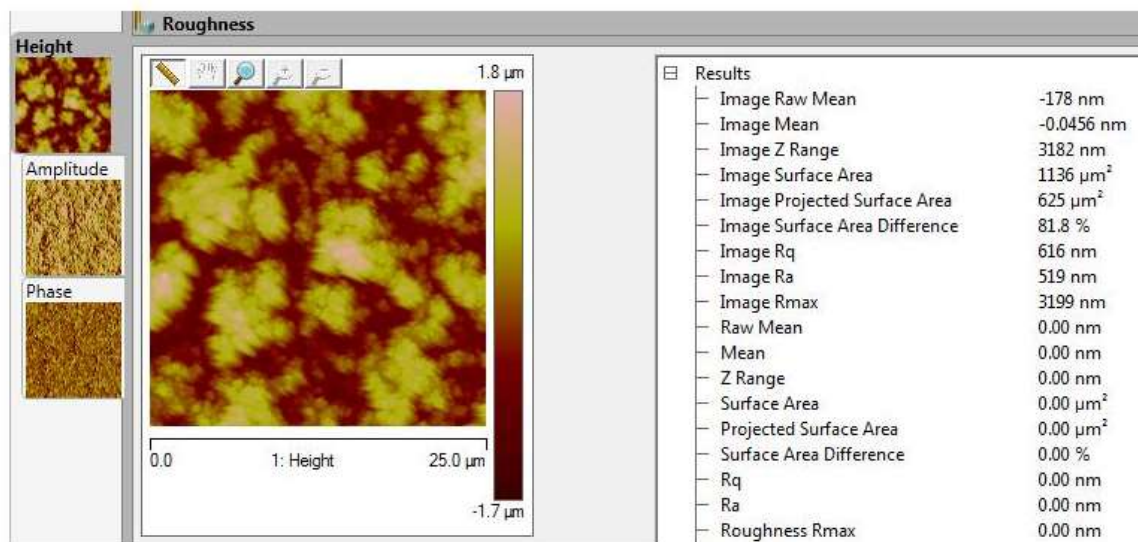 Roughness
Height
Amplitude
Phase
1.8 µm
0.0 1: Height 25.0 µm
-1.7 µm
Results
Image Raw Mean -178 nm
Image Mean -0.0456 nm
Image Z Range 3182 nm
Image Surface Area 1136 µm²
Image Projected Surface Area 625 µm²
Image Surface Area Difference 81.8 %
Image Rq 616 nm
Image Ra 519 nm
Image Rmax 3199 nm
Raw Mean 0.00 nm
Mean 0.00 nm
Z Range 0.00 nm
Surface Area 0.00 µm²
Projected Surface Area 0.00 µm²
Surface Area Difference 0.00 %
Rq 0.00 nm
Ra 0.00 nm
Roughness Rmax 0.00 nm